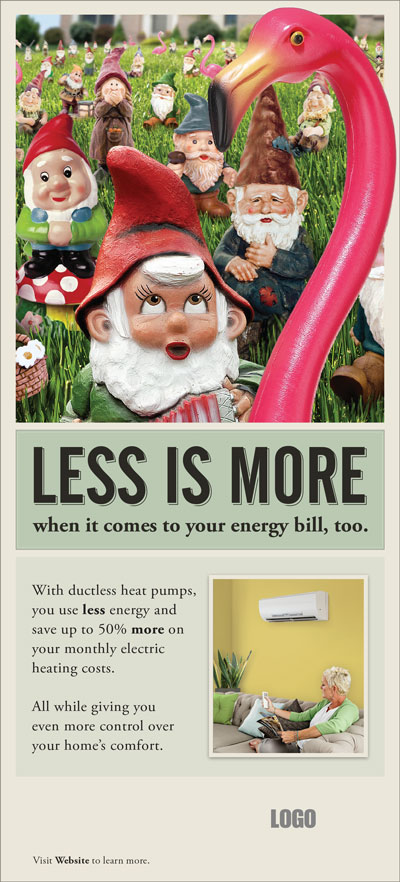 LESS IS MORE
when it comes to your energy bill, too.
With ductless heat pumps,
you use less energy and
save up to 50% more on
your monthly electric
heating costs.
All while giving you
even more control over
your home's comfort.
LOGO
Visit Website to learn more.